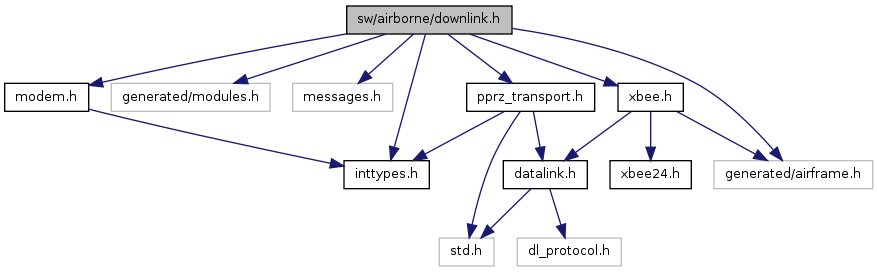 sw/airborne/downlink.h
modem.h
generated/modules.h
messages.h
pprz_transport.h
xbee.h
inttypes.h
datalink.h
xbee24.h
generated/airframe.h
std.h
dl_protocol.h